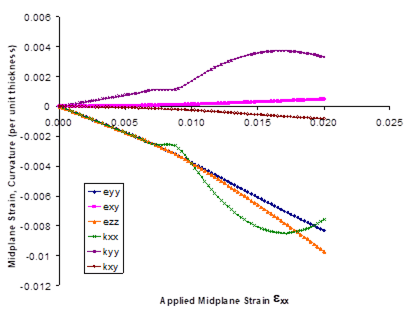 0.006
0.004
0.002
0
-0.002
-0.004
-0.006
-0.008
-0.01
-0.012
0.000 0.005 0.010 0.015 0.020 0.025
Midplane Strain, Curvature (per unit thickness)
eyy
exy
ezz
kxx
kyy
kxy
Applied Midplane Strain εxx